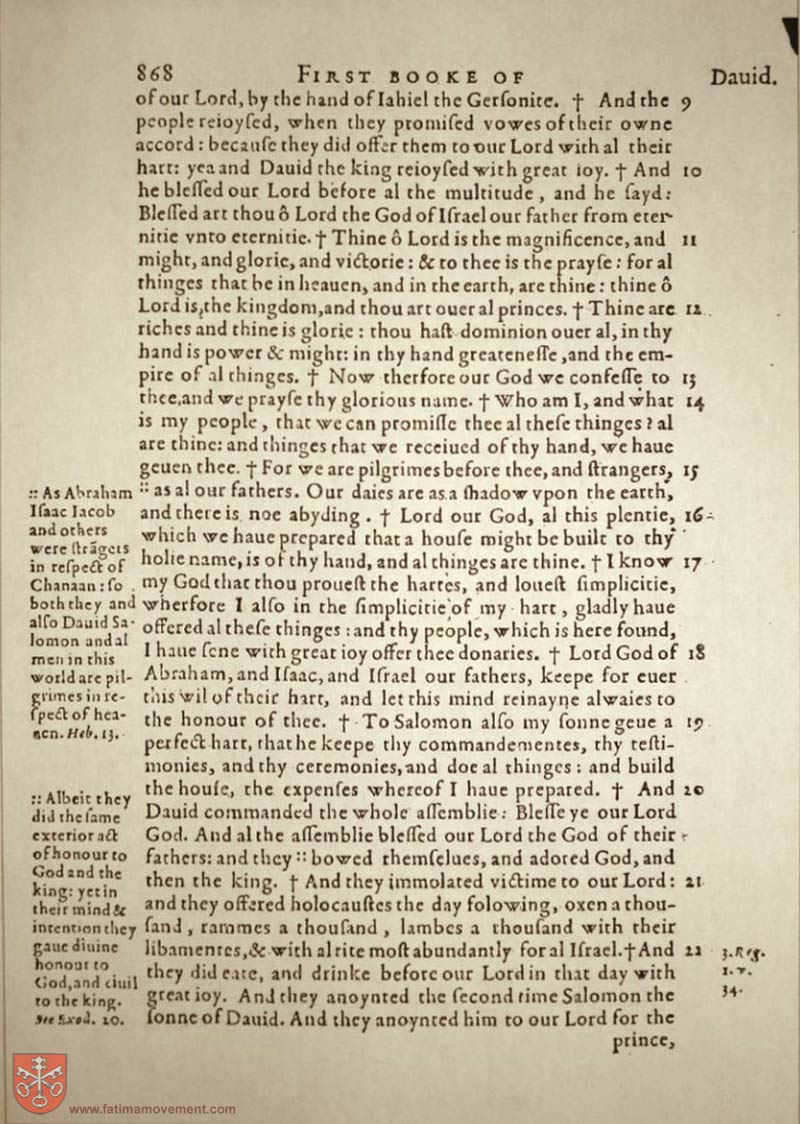 868 FIRST BOOKE OF Dauid.
of our Lord, by the hand of Iahiel the Gerſonite. † And the 9
people reioyſed, when they promiſed vowes of their owne
accord: becauſe they did offer them to our Lord with al their
hart: yea and Dauid the king reioyſed with great ioy. † And 10
he bleſſed our Lord before al the multitude, and he ſayd:
Bleſſed art thou ô Lord the God of Iſrael our father from eter-
nitie vnto eternitie. † Thine ô Lord is the magnificence, and 11
might, and glorie, and victorie: & to thee is the prayſe: for al
thinges that be in heauen, and in the earth, are thine: thine ô
Lord is, the kingdom, and thou art ouer al princes. † Thine are 12
riches and thine is glorie: thou haſt dominion ouer al, in thy
hand is power & might: in thy hand greateneſſe, and the em-
pire of al thinges. † Now therfore our God we confeſſe to 13
thee, and we prayſe thy glorious name. † Who am I, and what 14
is my people, that we can promiſſe thee al theſe thinges? al
are thine: and thinges that we receiued of thy hand, we haue
geuen thee. † For we are pilgrimes before thee, and ſtrangers, 15
:: as al our fathers. Our daies are as a ſhadow vpon the earth,
and there is noe abyding. † Lord our God, al this plentie, 16
which we haue prepared that a houſe might be built to thy
holie name, is of thy hand, and al thinges are thine. † I know 17
my God that thou proueſt the hartes, and loueſt ſimplicitie,
wherfore I alſo in the ſimplicitie of my hart, gladly haue
offered al theſe thinges: and thy people, which is here found,
I haue ſene with great ioy offer thee donaries. † Lord God of 18
Abraham, and Iſaac, and Iſrael our fathers, keepe for euer
this wil of their hart, and let this mind remayne alwaies to
the honour of thee. † To Salomon alſo my ſonne geue a 19
perfect hart, that he keepe thy commandementes, thy teſti-
monies, and thy ceremonies, and doe al thinges: and build
the houſe, the expenſes whereof I haue prepared. † And 20
Dauid commanded the whole aſſemblie: Bleſſe ye our Lord
God. And al the aſſemblie bleſſed our Lord the God of their
fathers: and they :: bowed themſelues, and adored God, and
then the king. † And they immolated victime to our Lord: 21
and they offered holocauſtes the day folowing, oxen a thou-
ſand, rammes a thouſand, lambes a thouſand with their
libamentes, & with al rite moſt abundantly for al Iſrael. † And 22
they did eate, and drinke before our Lord in that day with
great ioy. And they anoynted the ſecond time Salomon the
ſonne of Dauid. And they anoynted him to our Lord for the
prince,
:: As Abraham
Iſaac Iacob
and others
were ſtrāgers
in reſpect of
Chanaan: ſo
both they and
alſo Dauid Sa-
lomon and al
men in this
world are pil-
grimes in re-
ſpect of hea-
uen. Heb. 13.
:: Albeit they
did the ſame
exterior act
of honour to
God and the
king: yet in
their mind &
intention they
gaue diuine
honour to
God, and ciuil
to the king.
See Exod. 20.
3. Reg.
1. v.
34.
www.fatimamovement.com